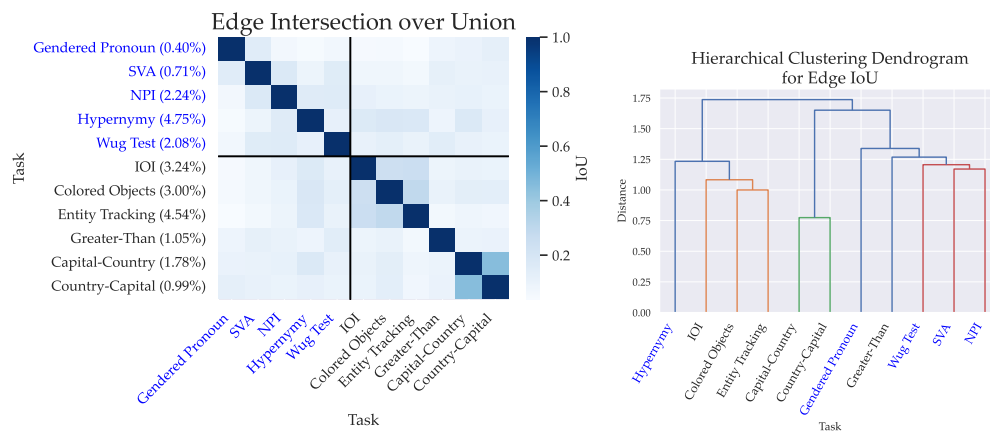 Edge Intersection over Union
Gendered Pronoun (0.40%)
SVA (0.71%)
NPI (2.24%)
Hypernymy (4.75%)
Wug Test (2.08%)
IOI (3.24%)
Colored Objects (3.00%)
Entity Tracking (4.54%)
Greater-Than (1.05%)
Capital-Country (1.78%)
Country-Capital (0.99%)
Task
Gendered Pronoun
SVA
NPI
Hypernymy
Wug Test
IOI
Colored Objects
Entity Tracking
Greater-Than
Capital-Country
Country-Capital
Task
1.0
0.8
0.6
0.4
0.2
IoU
Hierarchical Clustering Dendrogram
for Edge IoU
1.75
1.50
1.25
1.00
0.75
0.50
0.25
0.00
Distance
Hypernymy
IOI
Colored Objects
Entity Tracking
Capital-Country
Country-Capital
Gendered Pronoun
Greater-Than
Wug Test
SVA
NPI
Task